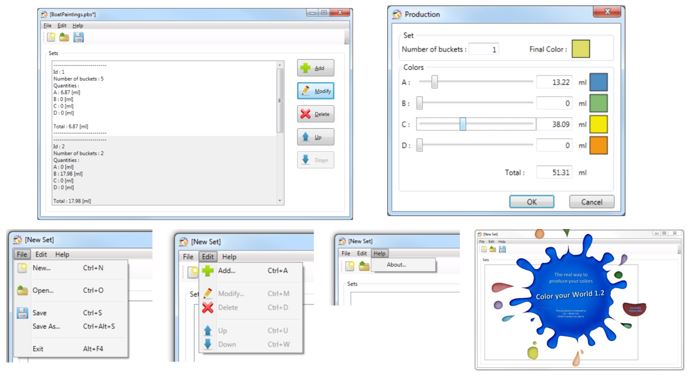 [BoatPaintings.pbs*]
File Edit Help
Sets
Id : 1
Number of buckets : 5
Quantities :
A : 6.87 [ml]
B : 0 [ml]
C : 0 [ml]
D : 0 [ml]
Total : 6.87 [ml]
Id : 2
Number of buckets : 2
Quantities :
A : 0 [ml]
B : 17.98 [ml]
C : 0 [ml]
D : 0 [ml]
Total : 17.98 [ml]
Add
Modify
Delete
Up
Down
Production
Set
Number of buckets : 1 Final Color :
Colors
A : 13.22 ml
B : 0 ml
C : 38.09 ml
D : 0 ml
Total : 51.31 ml
OK Cancel
[New Set]
File Edit Help
New... Ctrl+N
Open... Ctrl+O
Save Ctrl+S
Save As... Ctrl+Alt+S
Exit Alt+F4
[New Set]
File Edit Help
Add... Ctrl+A
Modify... Ctrl+M
Delete Ctrl+D
Up Ctrl+U
Down Ctrl+W
Sets
[New Set]
File Edit Help
About...
Sets
[New Set]
File Edit Help
Sets
The real way to
produce your colors
Color your World 1.2